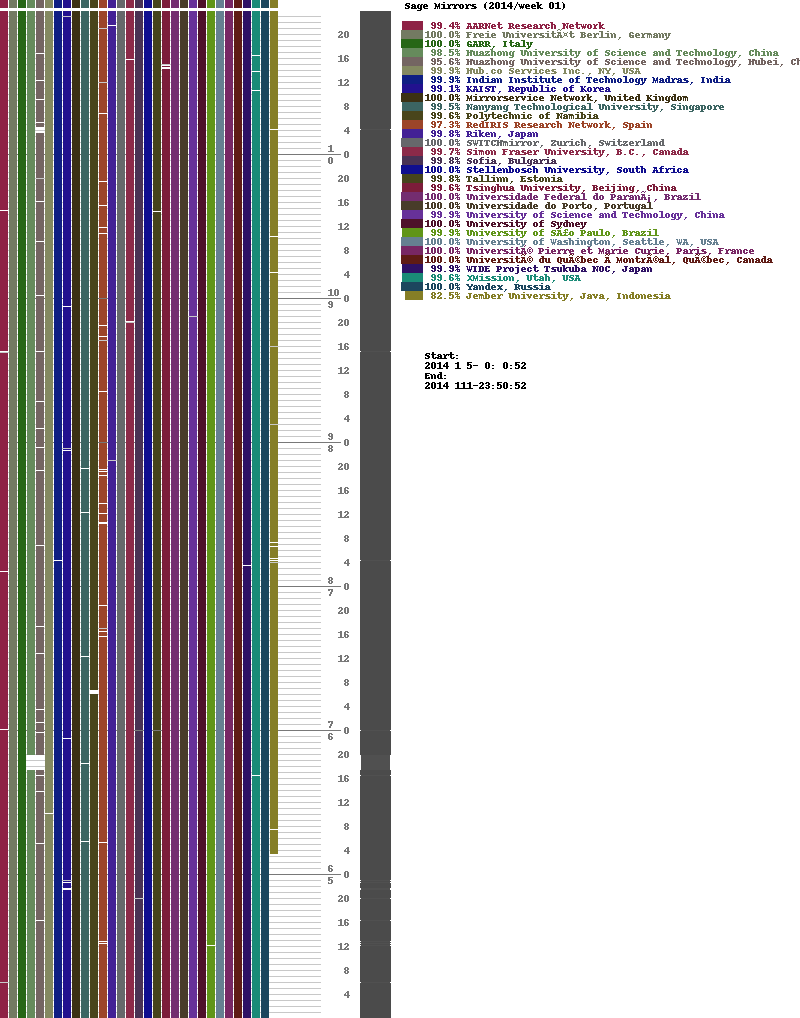 Sage Mirrors (2014/week 01)
99.4% AARNet Research Network
100.0% Freie UniversitÃ¤t Berlin, Germany
100.0% GARR, Italy
98.5% Huazhong University of Science and Technology, China
95.6% Huazhong University of Science and Technology, Hubei, Ch
99.9% Hub.co Services Inc., NY, USA
99.9% Indian Institute of Technology Madras, India
99.1% KAIST, Republic of Korea
100.0% Mirrorservice Network, United Kingdom
99.5% Nanyang Technological University, Singapore
99.6% Polytechnic of Namibia
97.3% RedIRIS Research Network, Spain
99.8% Riken, Japan
100.0% SWITCHmirror, Zurich, Switzerland
99.7% Simon Fraser University, B.C., Canada
99.8% Sofia, Bulgaria
100.0% Stellenbosch University, South Africa
99.8% Tallinn, Estonia
99.6% Tsinghua University, Beijing, China
100.0% Universidade Federal do ParanÃ¡, Brazil
100.0% Universidade do Porto, Portugal
99.9% University of Science and Technology, China
100.0% University of Sydney
99.9% University of SÃ£o Paulo, Brazil
100.0% University of Washington, Seattle, WA, USA
100.0% UniversitÃ© Pierre et Marie Curie, Paris, France
100.0% UniversitÃ© du QuÃ©bec Ã MontrÃ©al, QuÃ©bec, Canada
99.9% WIDE Project Tsukuba NOC, Japan
99.6% XMission, Utah, USA
100.0% Yandex, Russia
82.5% Jember University, Java, Indonesia
Start:
2014 1 5- 0: 0:52
End:
2014 111-23:50:52
20
16
12
8
4
1
0
0
20
16
12
8
4
10
0
9
20
16
12
8
4
9
0
8
20
16
12
8
4
8
0
7
20
16
12
8
4
7
0
6
20
16
12
8
4
6
0
5
20
16
12
8
4